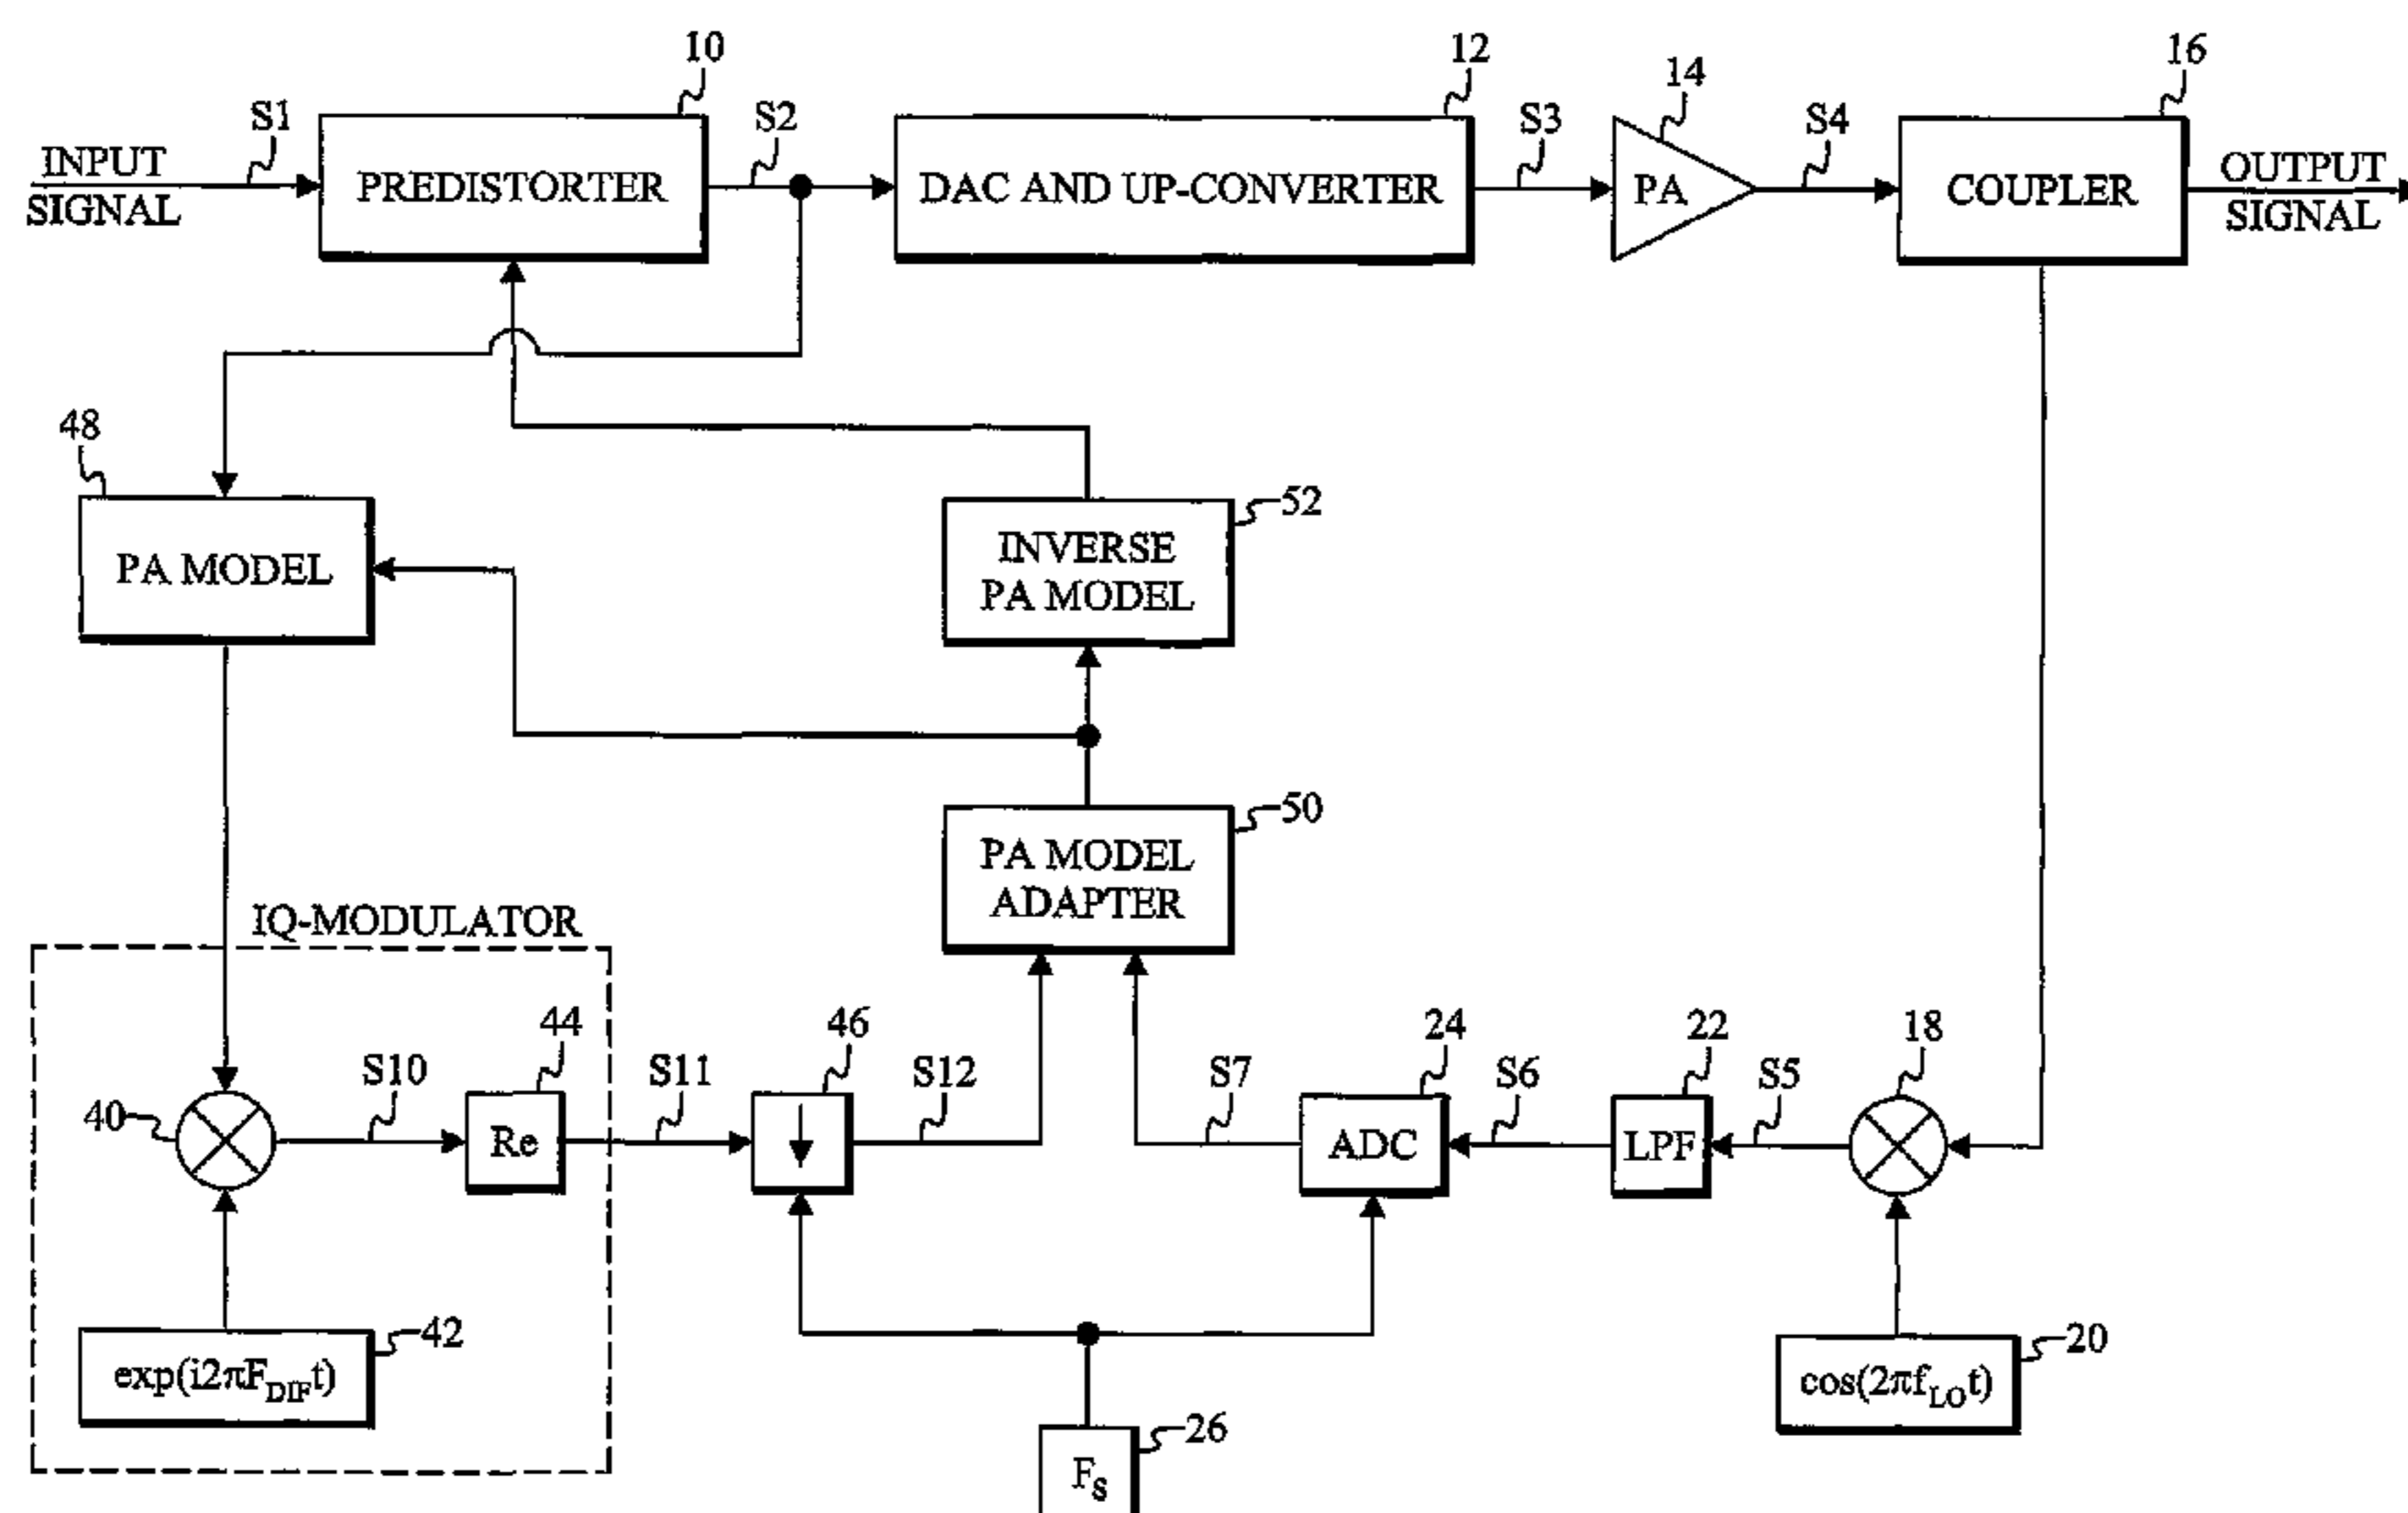 10
12
14
16
S1
S2
S3
S4
INPUT
SIGNAL
PREDISTORTER
DAC AND UP-CONVERTER
PA
COUPLER
OUTPUT
SIGNAL
48
PA MODEL
52
INVERSE
PA MODEL
50
PA MODEL
ADAPTER
IQ-MODULATOR
40
S10
44
Re
S11
46
S12
S7
24
ADC
S6
22
LPF
S5
18
exp(i2πF_DIF t)
42
cos(2πf_LO t)
20
26
F_S